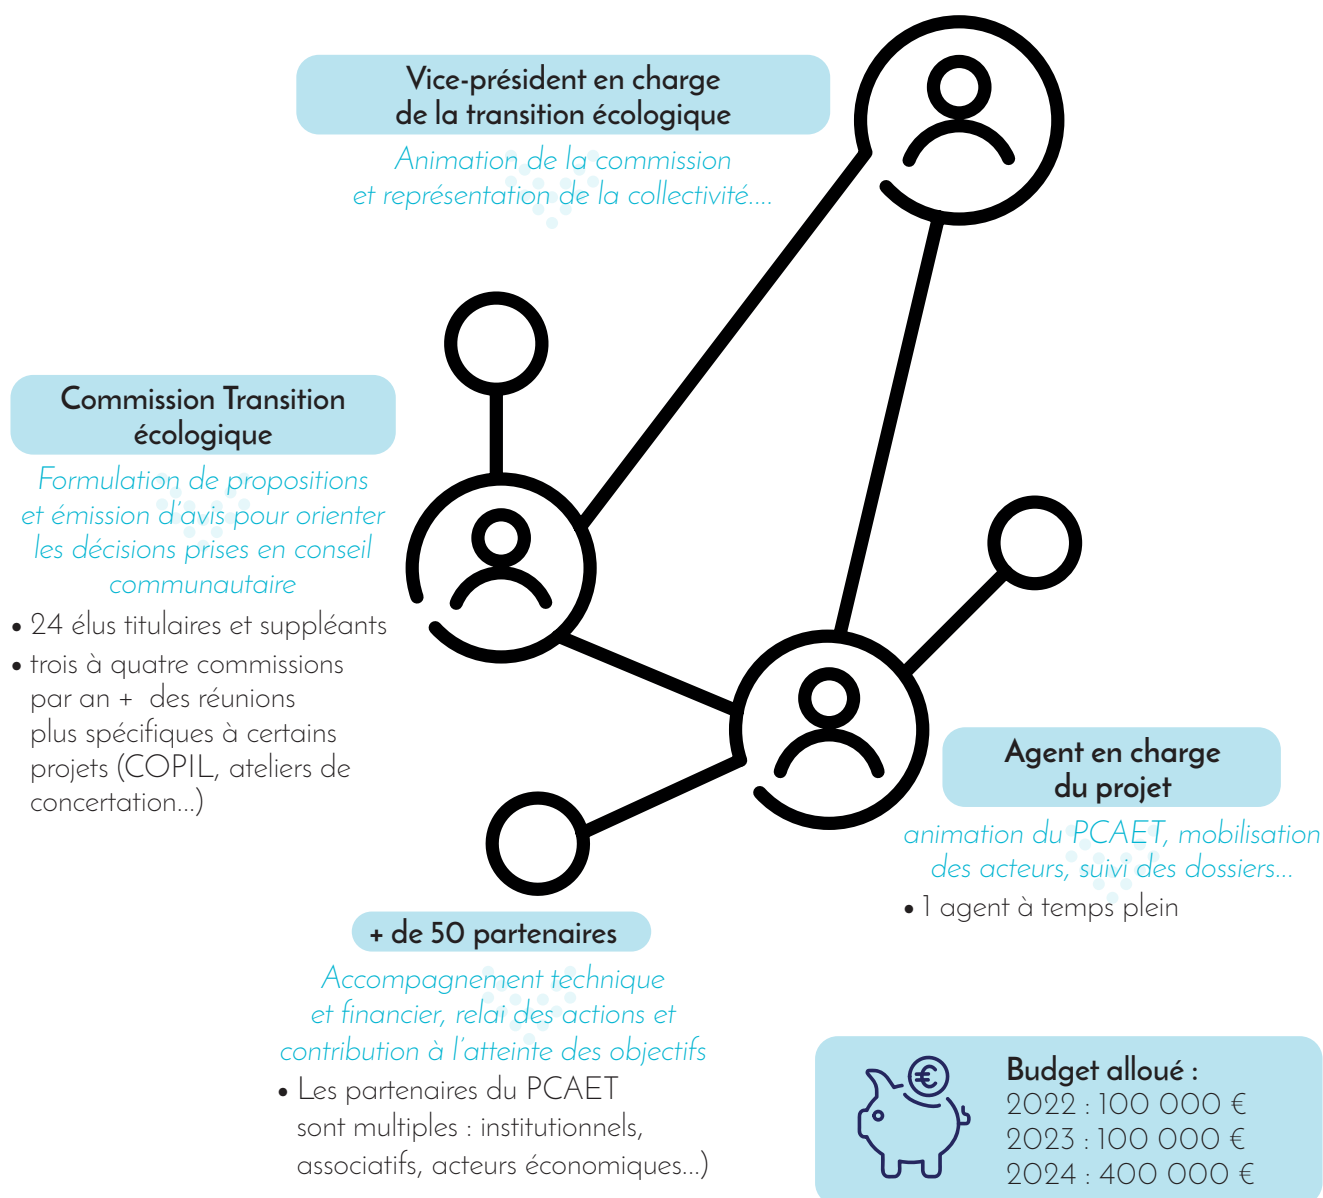 Vice-président en charge
de la transition écologique
Animation de la commission
et représentation de la collectivité....
Commission Transition
écologique
Formulation de propositions
et émission d'avis pour orienter
les décisions prises en conseil
communautaire
• 24 élus titulaires et suppléants
• trois à quatre commissions
par an + des réunions
plus spécifiques à certains
projets (COPIL, ateliers de
concertation...)
Agent en charge
du projet
animation du PCAET, mobilisation
des acteurs, suivi des dossiers...
• 1 agent à temps plein
+ de 50 partenaires
Accompagnement technique
et financier, relai des actions et
contribution à l'atteinte des objectifs
• Les partenaires du PCAET
sont multiples : institutionnels,
associatifs, acteurs économiques...)
€
Budget alloué :
2022 : 100 000 €
2023 : 100 000 €
2024 : 400 000 €